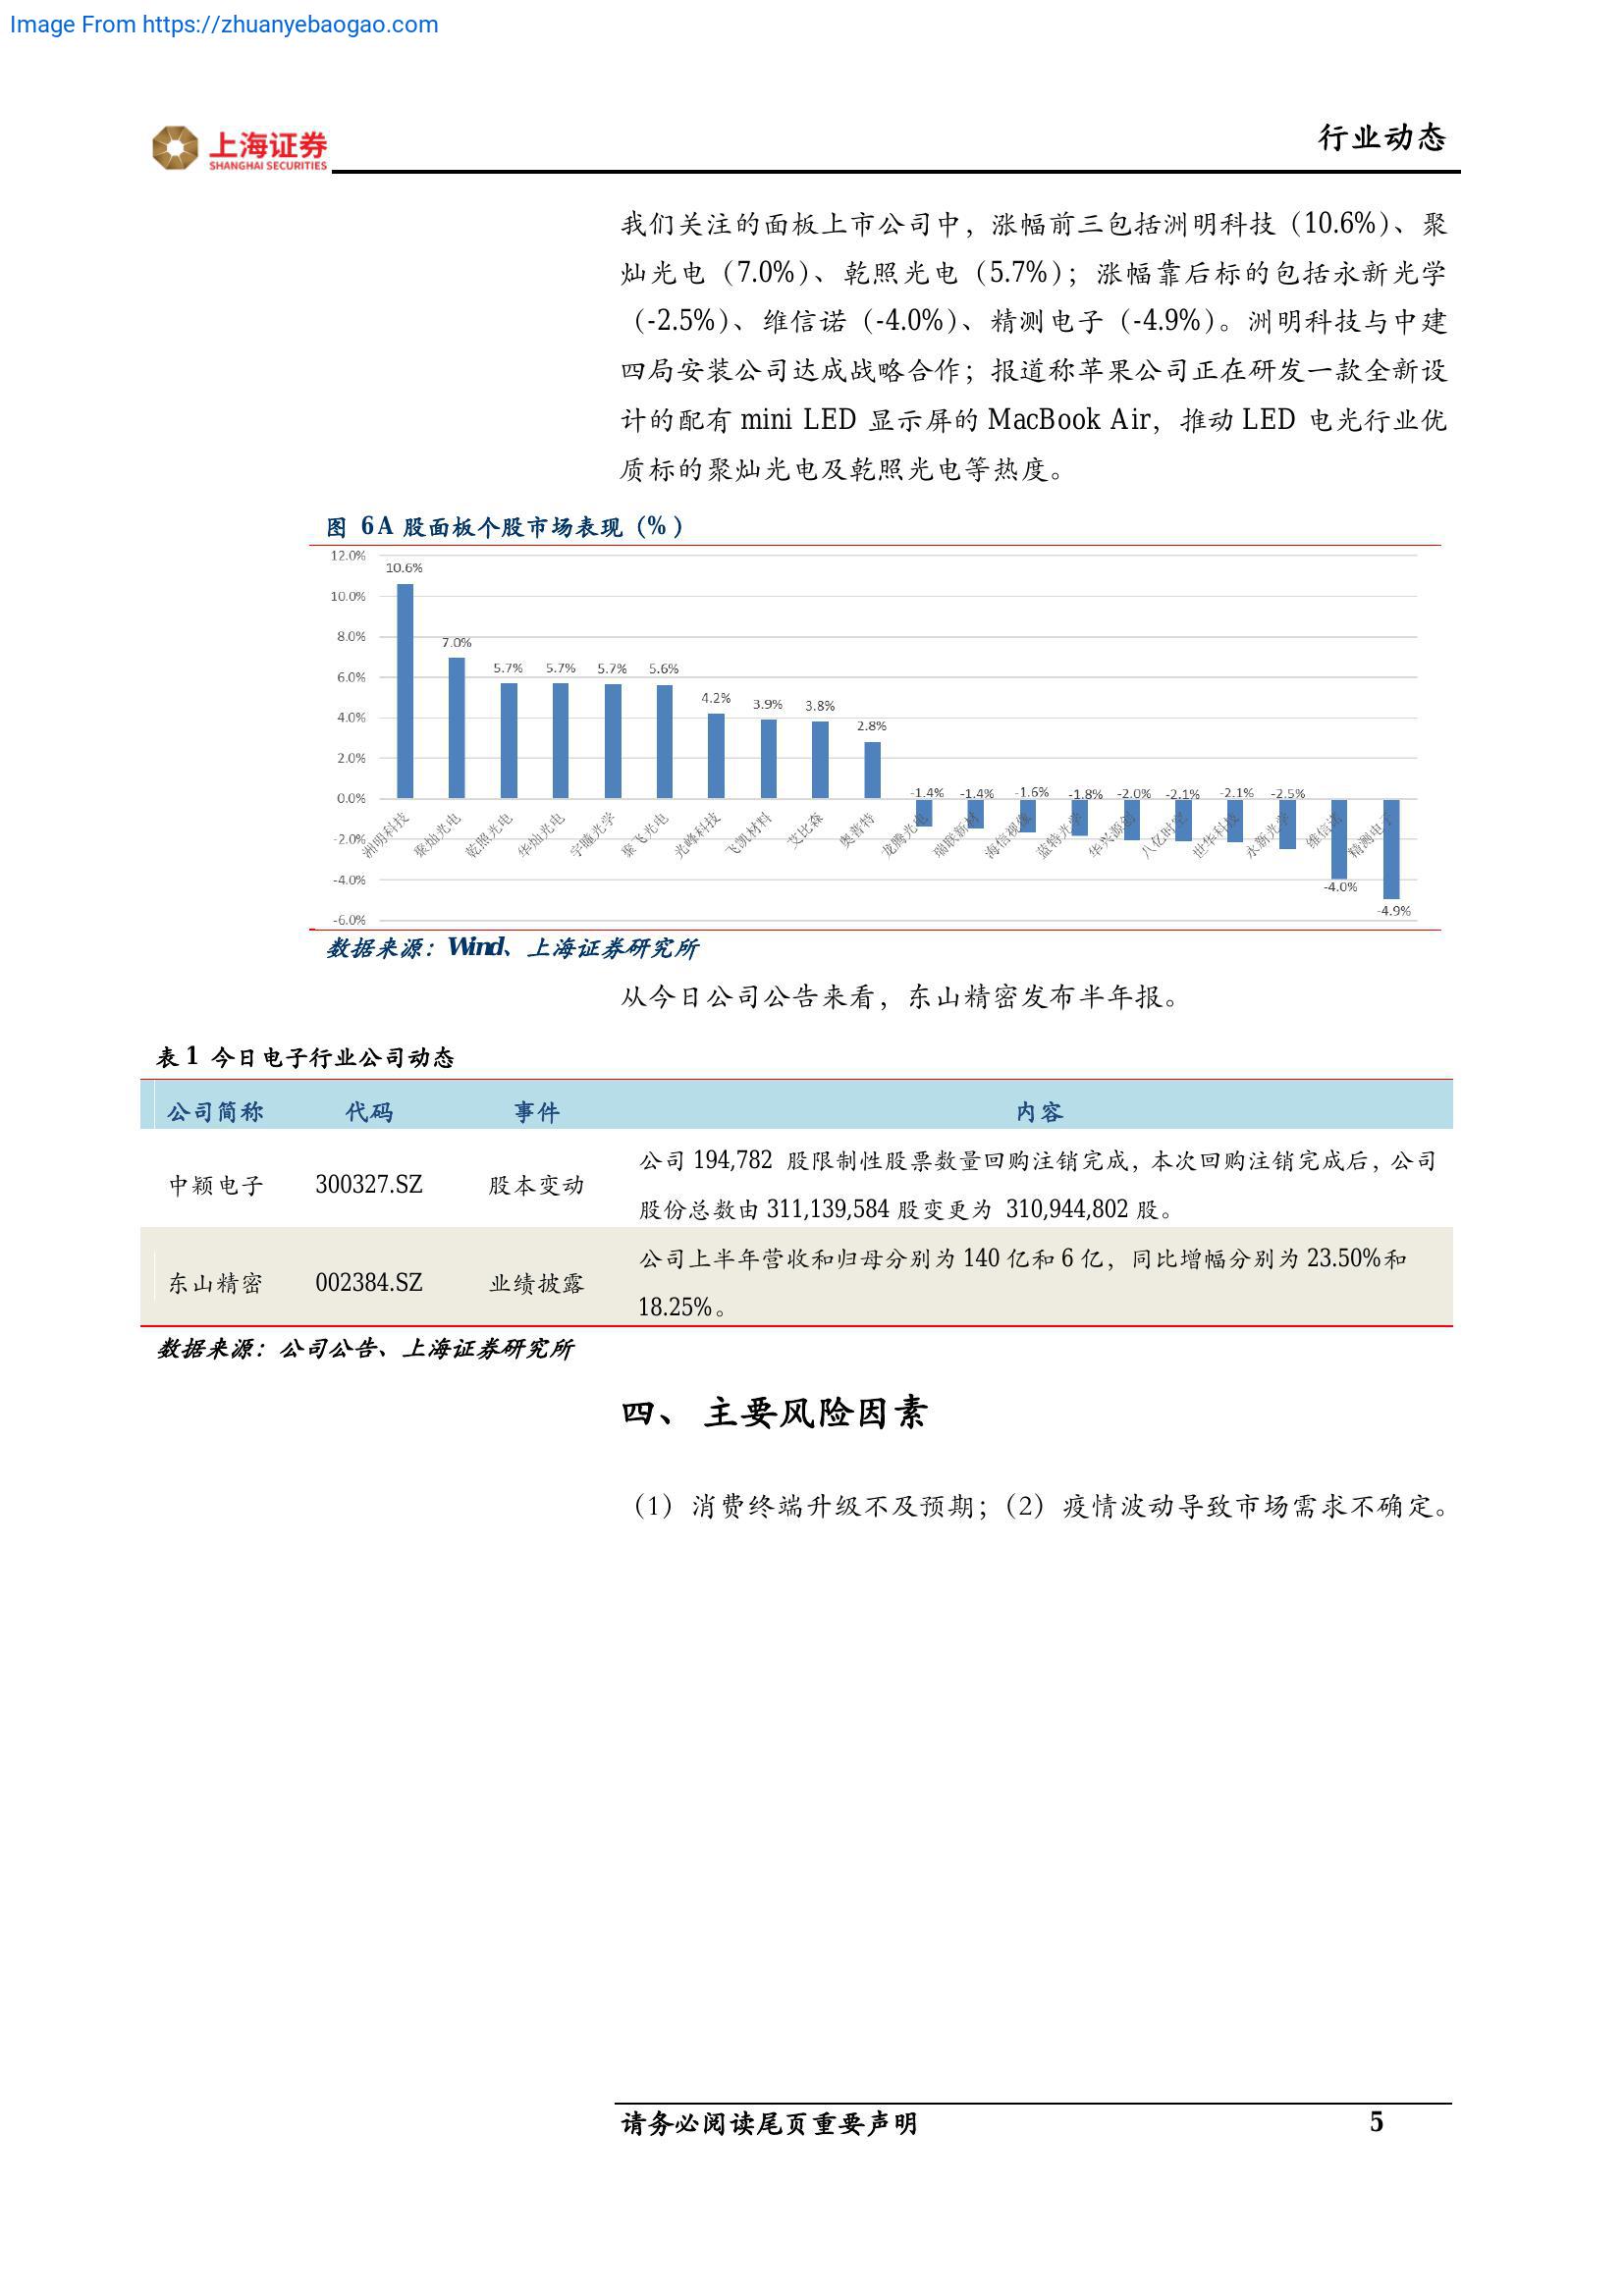 Image From https://zhuanyebaogao.com
上海证券
SHANGHAI SECURITIES
行业动态
我们关注的面板上市公司中，涨幅前三包括洲明科技（10.6%）、聚
灿光电（7.0%）、乾照光电（5.7%）；涨幅靠后标的包括永新光学
（-2.5%）、维信诺（-4.0%）、精测电子（-4.9%）。洲明科技与中建
四局安装公司达成战略合作；报道称苹果公司正在研发一款全新设
计的配有 mini LED 显示屏的 MacBook Air，推动 LED 电光行业优
质标的聚灿光电及乾照光电等热度。
图 6A 股面板个股市场表现（%）
12.0%
10.0%
8.0%
6.0%
4.0%
2.0%
0.0%
-2.0%
-4.0%
-6.0%
10.6%
7.0%
5.7%
5.7%
5.7%
5.6%
4.2%
3.9%
3.8%
2.8%
-1.4%
-1.4%
-1.6%
-1.8%
-2.0%
-2.1%
-2.1%
-2.5%
-4.0%
-4.9%
洲明科技
聚灿光电
乾照光电
华灿光电
宇瞳光学
聚飞光电
光峰科技
飞凯材料
艾比森
奥普特
龙腾光电
瑞联新材
海信视像
蓝特光学
华兴源创
八亿时空
世华科技
永新光学
维信诺
精测电子
数据来源：Wind、上海证券研究所
从今日公司公告来看，东山精密发布半年报。
表 1 今日电子行业公司动态
公司简称 代码 事件 内容
中颖电子 300327.SZ 股本变动 公司 194,782 股限制性股票数量回购注销完成，本次回购注销完成后，公司
股份总数由 311,139,584 股变更为 310,944,802 股。
东山精密 002384.SZ 业绩披露 公司上半年营收和归母分别为 140 亿和 6 亿，同比增幅分别为 23.50%和
18.25%。
数据来源：公司公告、上海证券研究所
四、 主要风险因素
（1）消费终端升级不及预期；（2）疫情波动导致市场需求不确定。
请务必阅读尾页重要声明 5